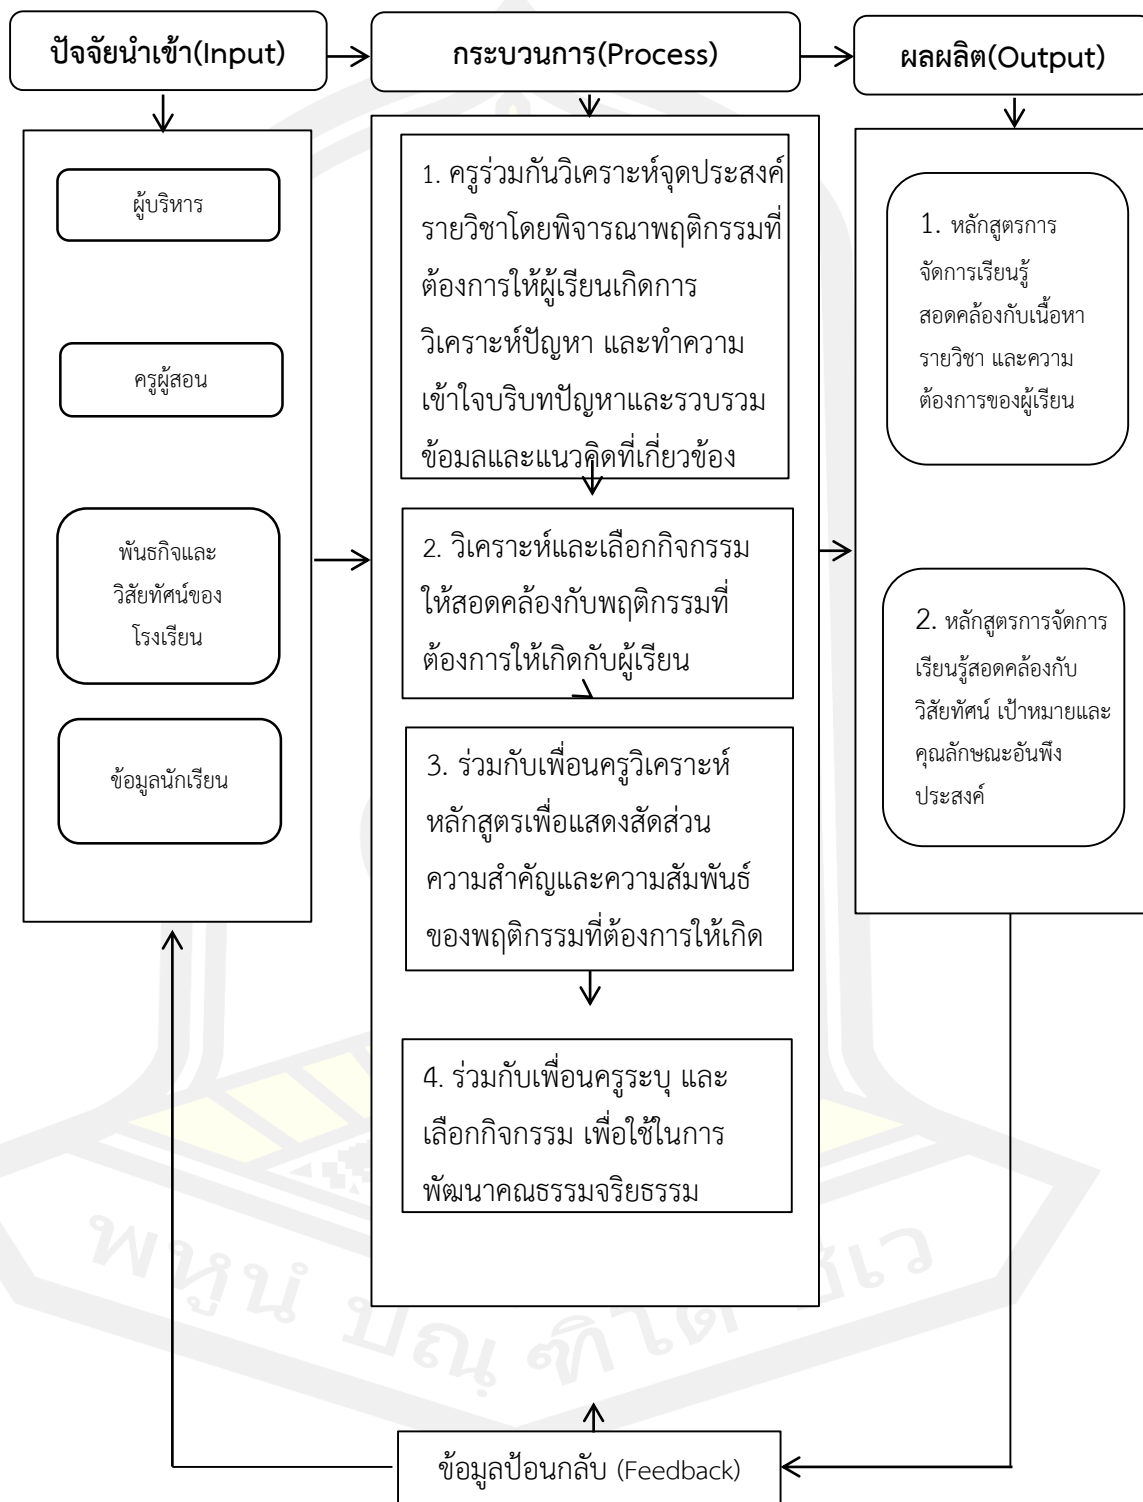 ปัจจัยนำเข้า(Input)
กระบวนการ(Process)
ผลผลิต(Output)
ผู้บริหาร
ครูผู้สอน
พันธกิจและ
วิสัยทัศน์ของ
โรงเรียน
ข้อมูลนักเรียน
1. ครูร่วมกันวิเคราะห์จุดประสงค์
รายวิชาโดยพิจารณาพฤติกรรมที่
ต้องการให้ผู้เรียนเกิดการ
วิเคราะห์ปัญหา และทำความ
เข้าใจบริบทปัญหาและรวบรวม
ข้อมลและแนวคิดที่เกี่ยวข้อง
2. วิเคราะห์และเลือกกิจกรรม
ให้สอดคล้องกับพฤติกรรมที่
ต้องการให้เกิดกับผู้เรียน
3. ร่วมกับเพื่อนครูวิเคราะห์
หลักสูตรเพื่อแสดงสัดส่วน
ความสำคัญและความสัมพันธ์
ของพฤติกรรมที่ต้องการให้เกิด
4. ร่วมกับเพื่อนครูระบุ และ
เลือกกิจกรรม เพื่อใช้ในการ
พัฒนาคณธรรมจริยธรรม
1. หลักสูตรการ
จัดการเรียนรู้
สอดคล้องกับเนื้อหา
รายวิชา และความ
ต้องการของผู้เรียน
2. หลักสูตรการจัดการ
เรียนรู้สอดคล้องกับ
วิสัยทัศน์ เป้าหมายและ
คุณลักษณะอันพึง
ประสงค์
ข้อมูลป้อนกลับ (Feedback)
พหูนํ ปณฺ ฑิโต ชีเว